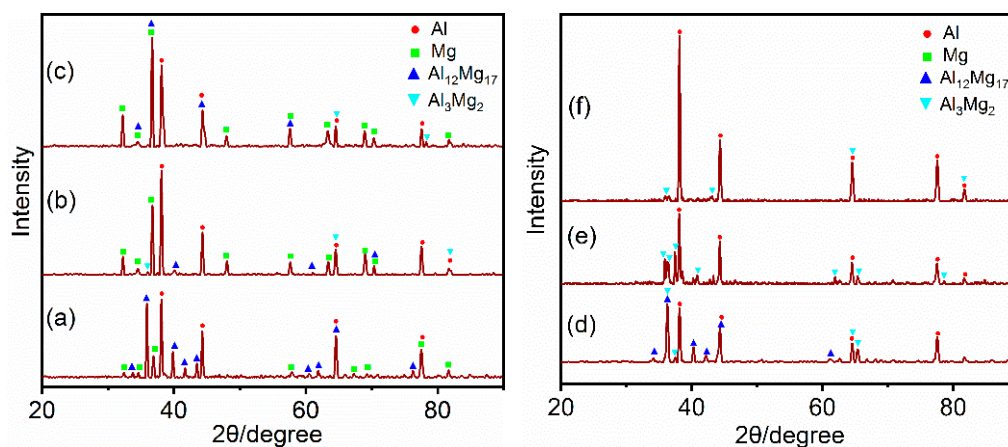 Al
Mg
Al₁₂Mg₁₇
Al₃Mg₂
(c)
(b)
(a)
Intensity
20 40 60 80
2θ/degree
Al
Mg
Al₁₂Mg₁₇
Al₃Mg₂
(f)
(e)
(d)
Intensity
20 40 60 80
2θ/degree